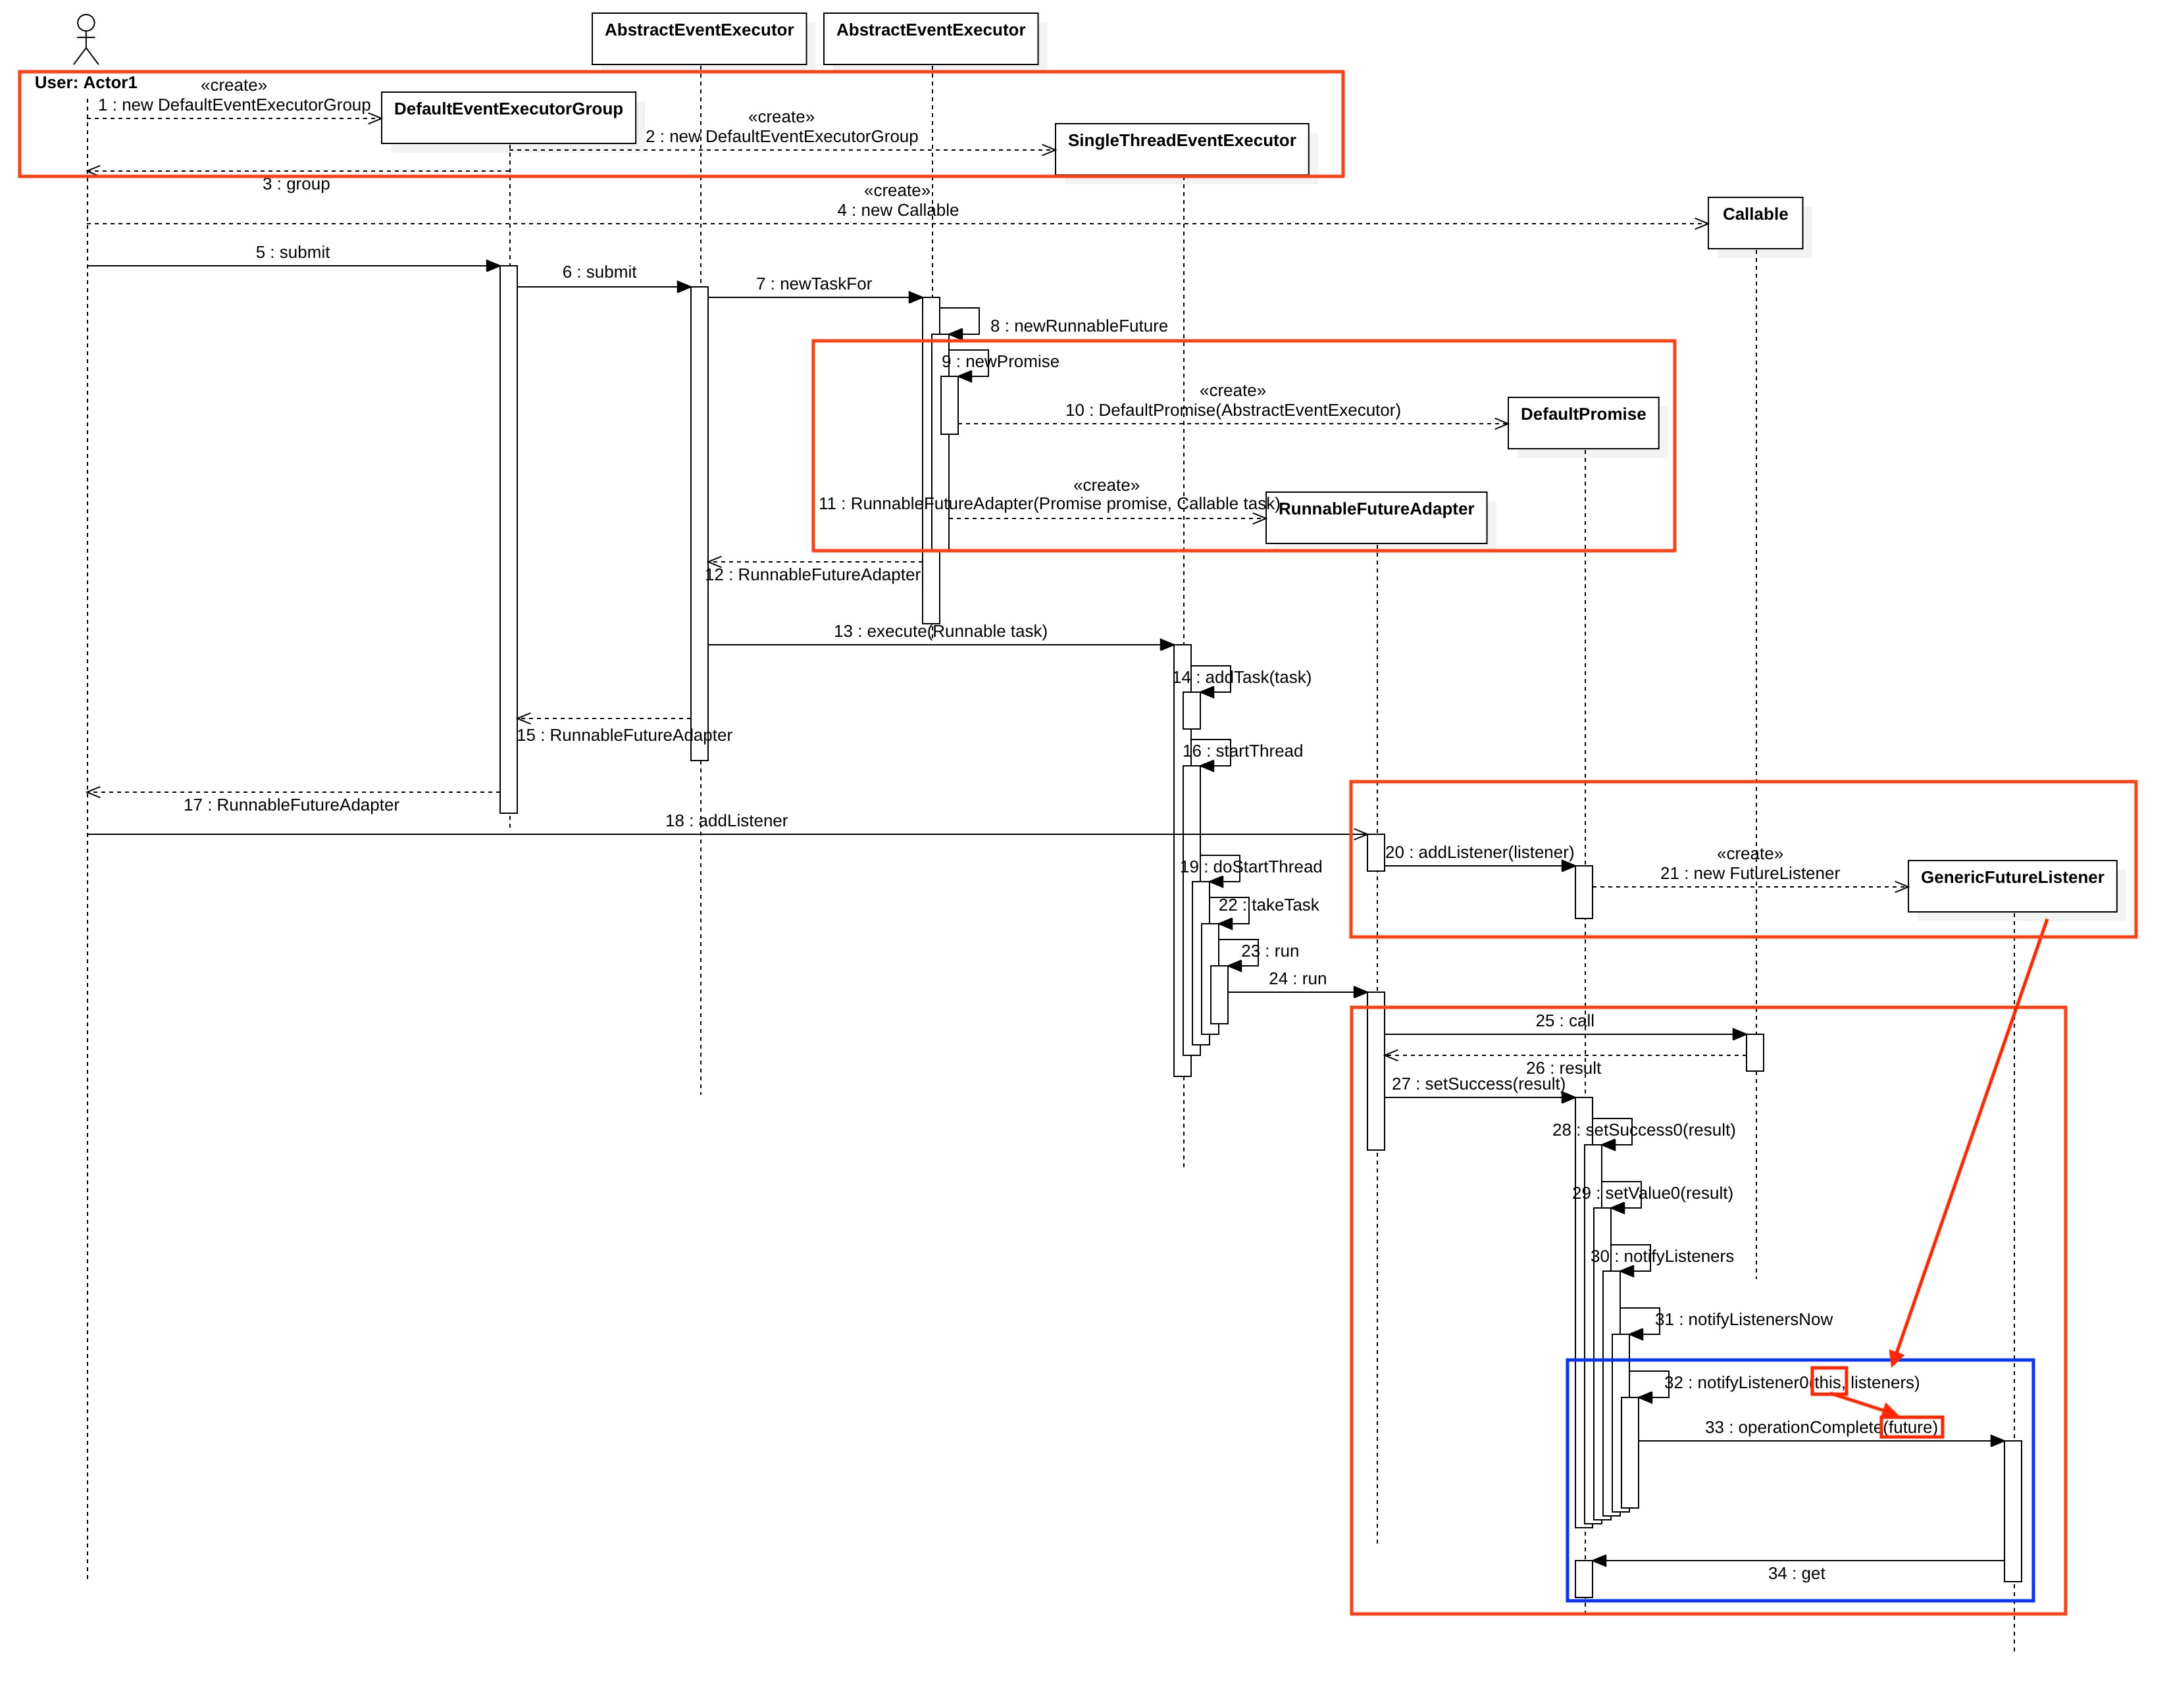 AbstractEventExecutor
AbstractEventExecutor
User: Actor1
«create»
1 : new DefaultEventExecutorGroup
DefaultEventExecutorGroup
«create»
2 : new DefaultEventExecutorGroup
SingleThreadEventExecutor
3 : group
«create»
4 : new Callable
Callable
5 : submit
6 : submit
7 : newTaskFor
8 : newRunnableFuture
9 : newPromise
«create»
10 : DefaultPromise(AbstractEventExecutor)
DefaultPromise
«create»
11 : RunnableFutureAdapter(Promise promise, Callable task)
RunnableFutureAdapter
12 : RunnableFutureAdapter
13 : execute(Runnable task)
14 : addTask(task)
15 : RunnableFutureAdapter
16 : startThread
17 : RunnableFutureAdapter
18 : addListener
19 : doStartThread
20 : addListener(listener)
«create»
21 : new FutureListener
GenericFutureListener
22 : takeTask
23 : run
24 : run
25 : call
26 : result
27 : setSuccess(result)
28 : setSuccess0(result)
29 : setValue0(result)
30 : notifyListeners
31 : notifyListenersNow
32 : notifyListener0(this, listeners)
33 : operationComplete(future)
34 : get